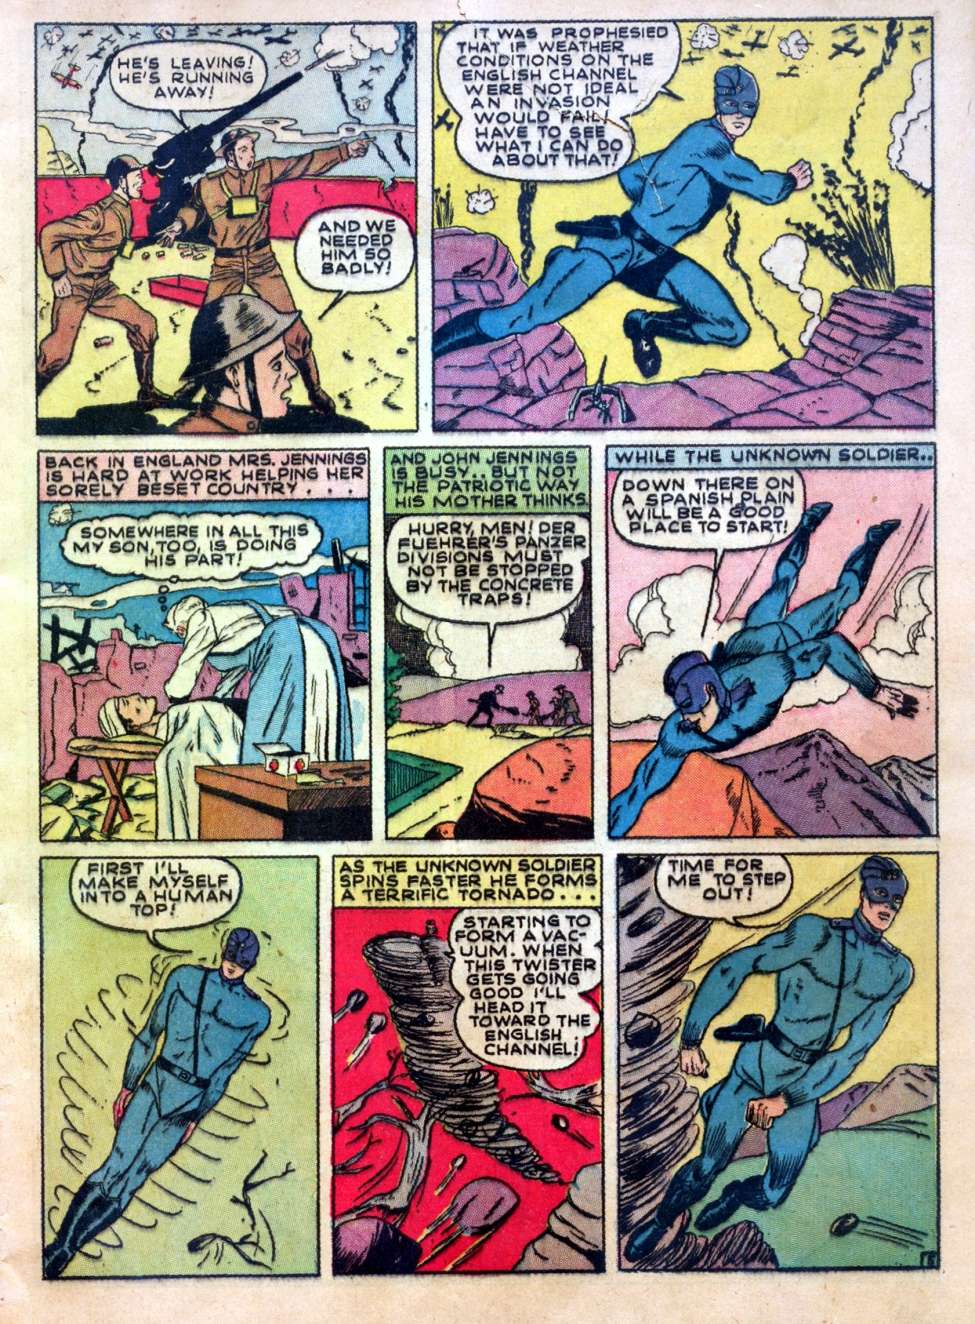 HE'S LEAVING!
HE'S RUNNING
AWAY!
AND WE
NEEDED
HIM SO
BADLY!
IT WAS PROPHESIED
THAT IF WEATHER
CONDITIONS ON THE
ENGLISH CHANNEL
WERE NOT IDEAL
AN INVASION
WOULD FAIL!
HAVE TO SEE
WHAT I CAN DO
ABOUT THAT!
BACK IN ENGLAND MRS. JENNINGS
IS HARD AT WORK HELPING HER
SORELY BESET COUNTRY....
SOMEWHERE IN ALL THIS
MY SON, TOO, IS DOING
HIS PART!
AND JOHN JENNINGS
IS BUSY.. BUT NOT
THE PATRIOTIC WAY
HIS MOTHER THINKS.
HURRY, MEN! DER
FUEHRER'S PANZER
DIVISIONS MUST
NOT BE STOPPED
BY THE CONCRETE
TRAPS!
WHILE THE UNKNOWN SOLDIER..
DOWN THERE ON
A SPANISH PLAIN
WILL BE A GOOD
PLACE TO START!
FIRST I'LL
MAKE MYSELF
INTO A HUMAN
TOP!
AS THE UNKNOWN SOLDIER
SPINS FASTER HE FORMS
A TERRIFIC TORNADO...
STARTING TO
FORM A VAC-
UUM. WHEN
THIS TWISTER
GETS GOING
GOOD I'LL
HEAD IT
TOWARD THE
ENGLISH
CHANNEL!
TIME FOR
ME TO STEP
OUT!